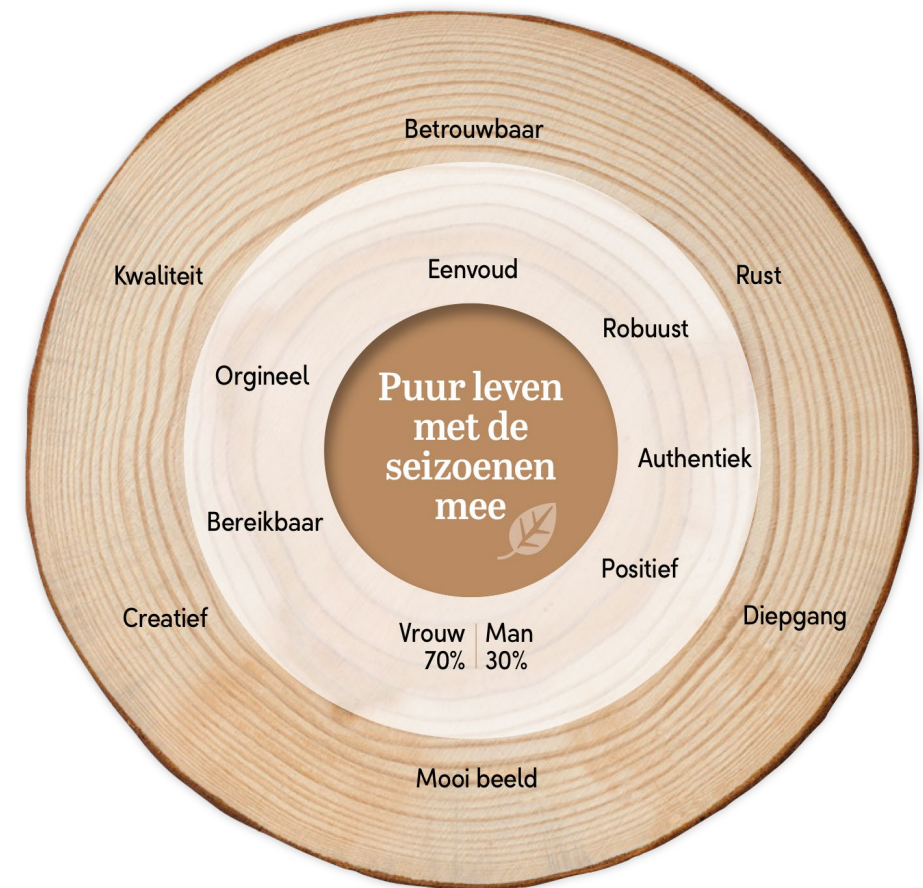 Betrouwbaar
Kwaliteit
Rust
Eenvoud
Robuust
Orgineel
Puur leven
met de
seizoenen
mee
Authentiek
Bereikbaar
Positief
Creatief
Diepgang
Vrouw | Man
70% | 30%
Mooi beeld